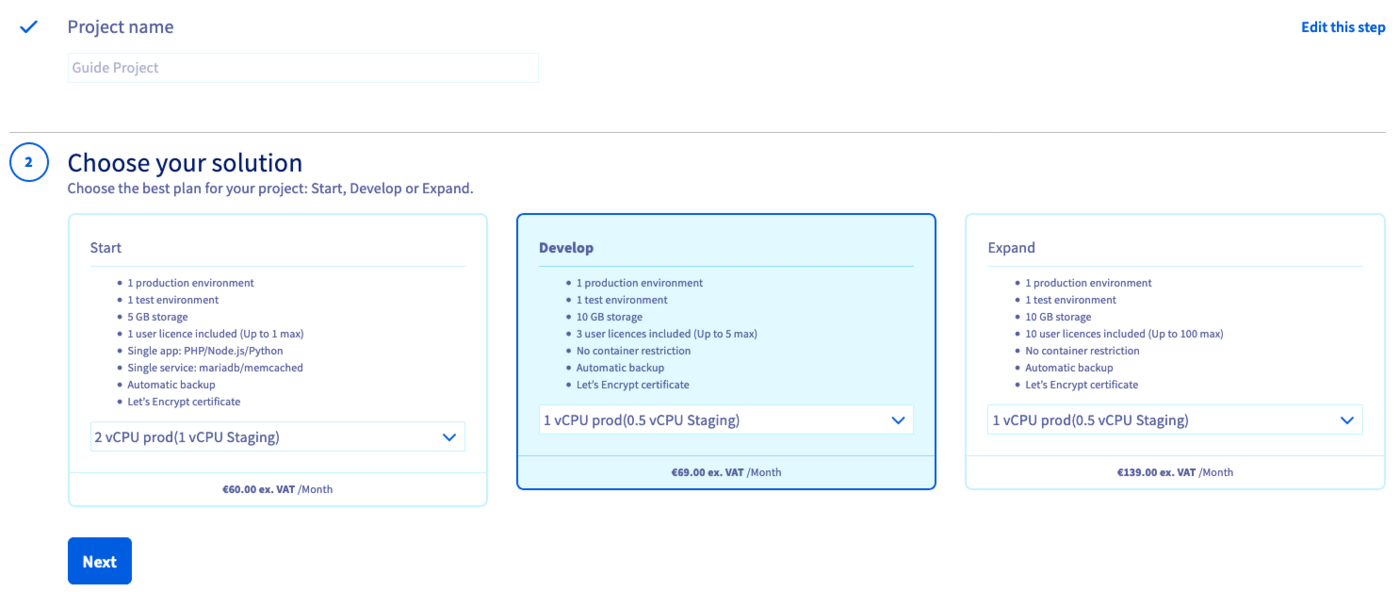 Project name
Edit this step
Guide Project
2
Choose your solution
Choose the best plan for your project: Start, Develop or Expand.
Start
1 production environment
1 test environment
5 GB storage
1 user licence included (Up to 1 max)
Single app: PHP/Node.js/Python
Single service: mariadb/memcached
Automatic backup
Let's Encrypt certificate
2 vCPU prod(1 vCPU Staging)
€60.00 ex. VAT /Month
Develop
1 production environment
1 test environment
10 GB storage
3 user licences included (Up to 5 max)
No container restriction
Automatic backup
Let's Encrypt certificate
1 vCPU prod(0.5 vCPU Staging)
€69.00 ex. VAT /Month
Expand
1 production environment
1 test environment
10 GB storage
10 user licences included (Up to 100 max)
No container restriction
Automatic backup
Let's Encrypt certificate
1 vCPU prod(0.5 vCPU Staging)
€139.00 ex. VAT /Month
Next